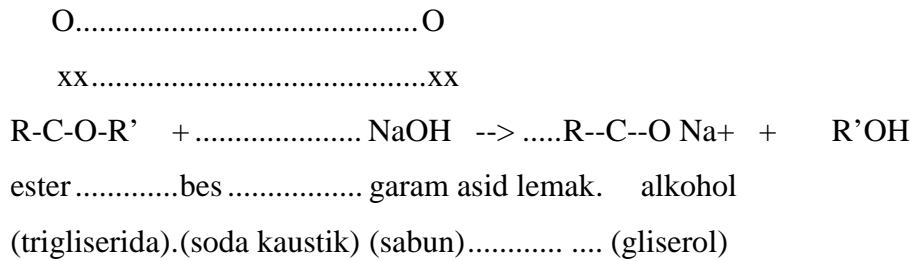 O...........................................O
xx..........................................xx
R-C-O-R’ + ..................... NaOH --> .....R--C--O Na+ + R’OH
ester.............bes................. garam asid lemak. alkohol
(trigliserida).(soda kaustik) (sabun)............ .... (gliserol)